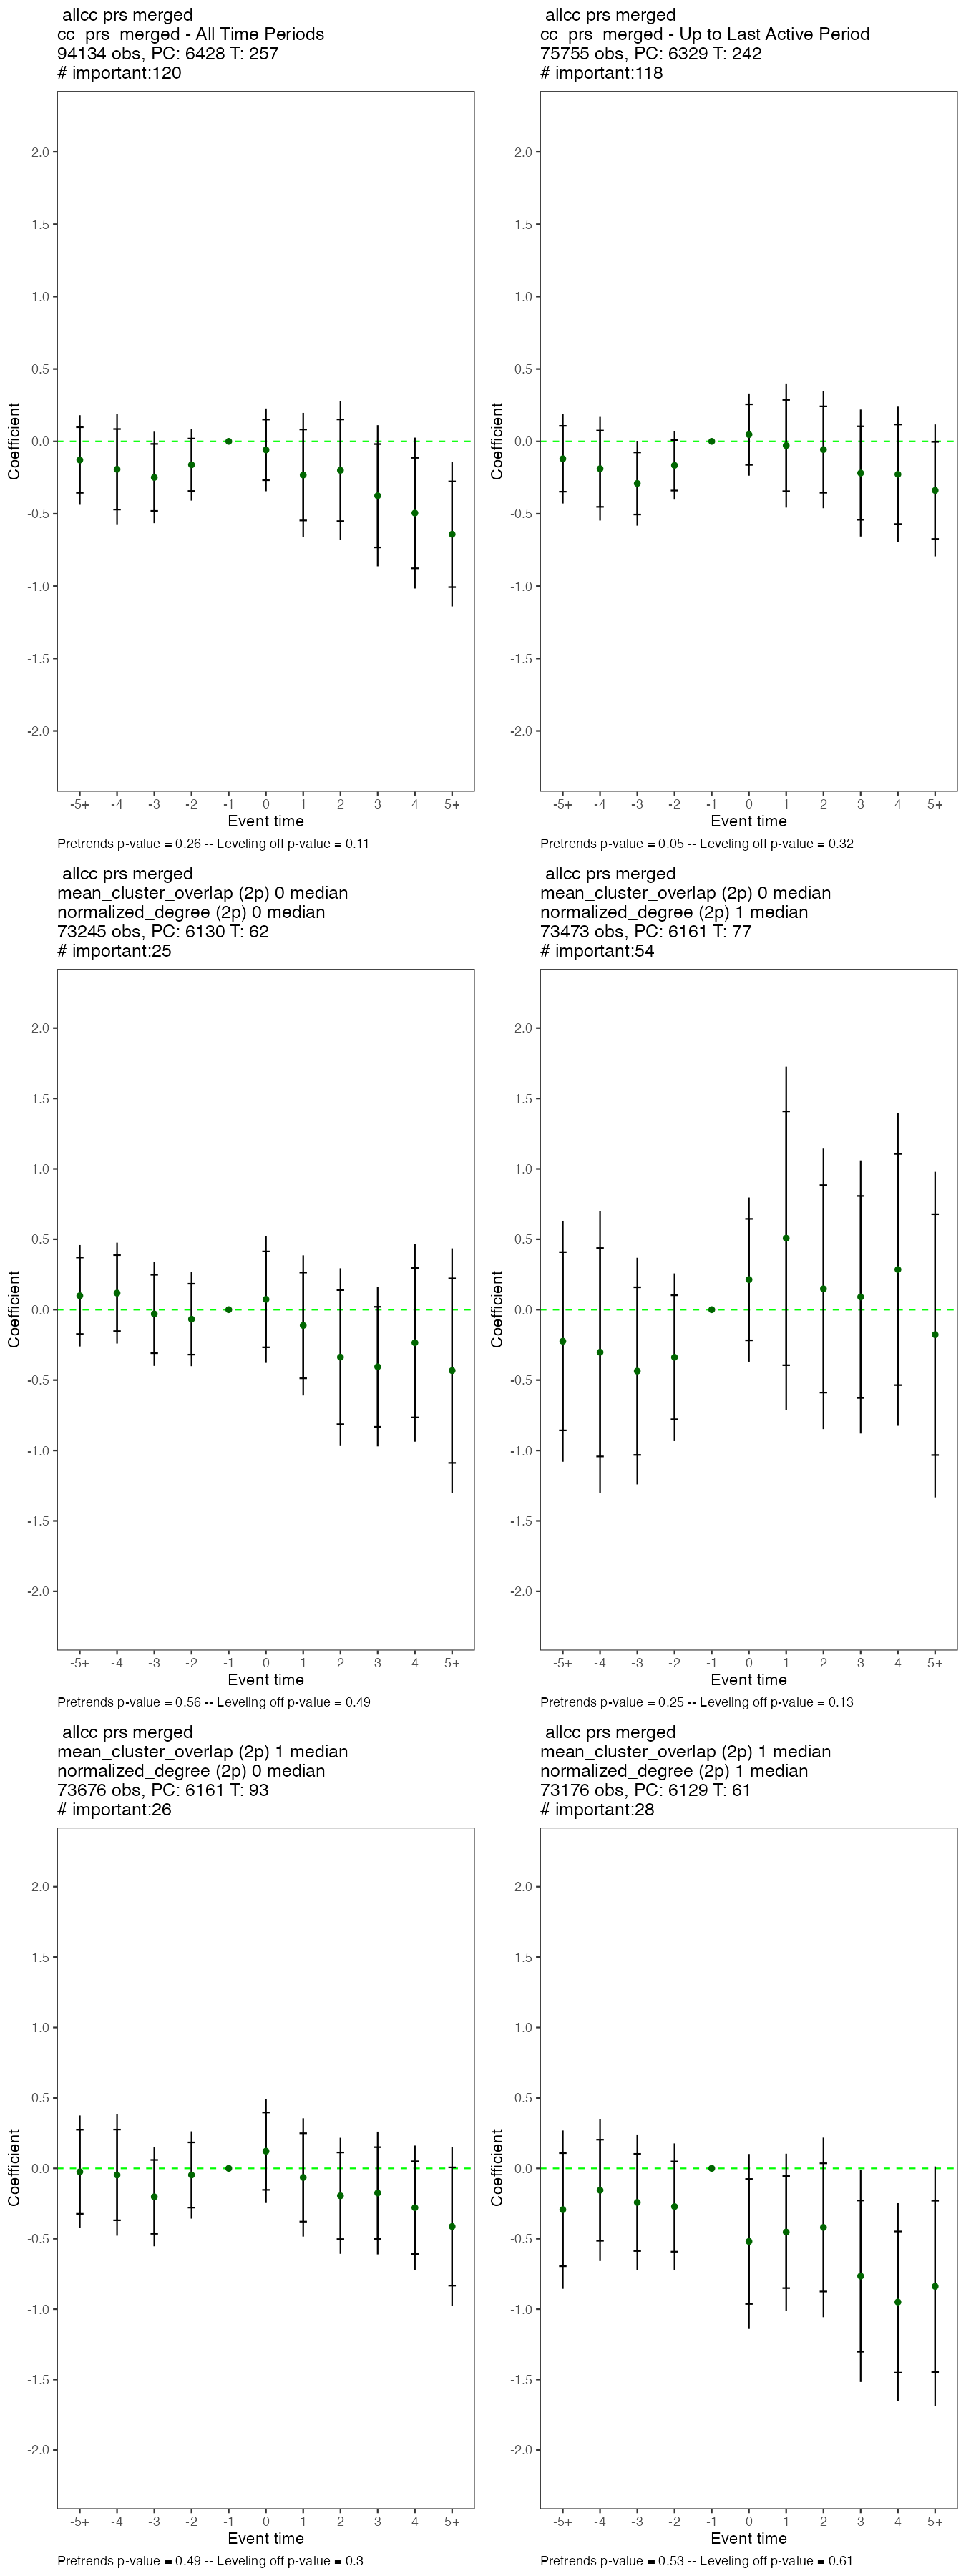 allcc prs merged
cc_prs_merged - All Time Periods
94134 obs, PC: 6428 T: 257
# important:120
2.0
1.5
1.0
0.5
0.0
-0.5
-1.0
-1.5
-2.0
Coefficient
-5+ -4 -3 -2 -1 0 1 2 3 4 5+
Event time
Pretrends p-value = 0.26 -- Leveling off p-value = 0.11
allcc prs merged
cc_prs_merged - Up to Last Active Period
75755 obs, PC: 6329 T: 242
# important:118
2.0
1.5
1.0
0.5
0.0
-0.5
-1.0
-1.5
-2.0
Coefficient
-5+ -4 -3 -2 -1 0 1 2 3 4 5+
Event time
Pretrends p-value = 0.05 -- Leveling off p-value = 0.32
allcc prs merged
mean_cluster_overlap (2p) 0 median
normalized_degree (2p) 0 median
73245 obs, PC: 6130 T: 62
# important:25
2.0
1.5
1.0
0.5
0.0
-0.5
-1.0
-1.5
-2.0
Coefficient
-5+ -4 -3 -2 -1 0 1 2 3 4 5+
Event time
Pretrends p-value = 0.56 -- Leveling off p-value = 0.49
allcc prs merged
mean_cluster_overlap (2p) 0 median
normalized_degree (2p) 1 median
73473 obs, PC: 6161 T: 77
# important:54
2.0
1.5
1.0
0.5
0.0
-0.5
-1.0
-1.5
-2.0
Coefficient
-5+ -4 -3 -2 -1 0 1 2 3 4 5+
Event time
Pretrends p-value = 0.25 -- Leveling off p-value = 0.13
allcc prs merged
mean_cluster_overlap (2p) 1 median
normalized_degree (2p) 0 median
73676 obs, PC: 6161 T: 93
# important:26
2.0
1.5
1.0
0.5
0.0
-0.5
-1.0
-1.5
-2.0
Coefficient
-5+ -4 -3 -2 -1 0 1 2 3 4 5+
Event time
Pretrends p-value = 0.49 -- Leveling off p-value = 0.3
allcc prs merged
mean_cluster_overlap (2p) 1 median
normalized_degree (2p) 1 median
73176 obs, PC: 6129 T: 61
# important:28
2.0
1.5
1.0
0.5
0.0
-0.5
-1.0
-1.5
-2.0
Coefficient
-5+ -4 -3 -2 -1 0 1 2 3 4 5+
Event time
Pretrends p-value = 0.53 -- Leveling off p-value = 0.61